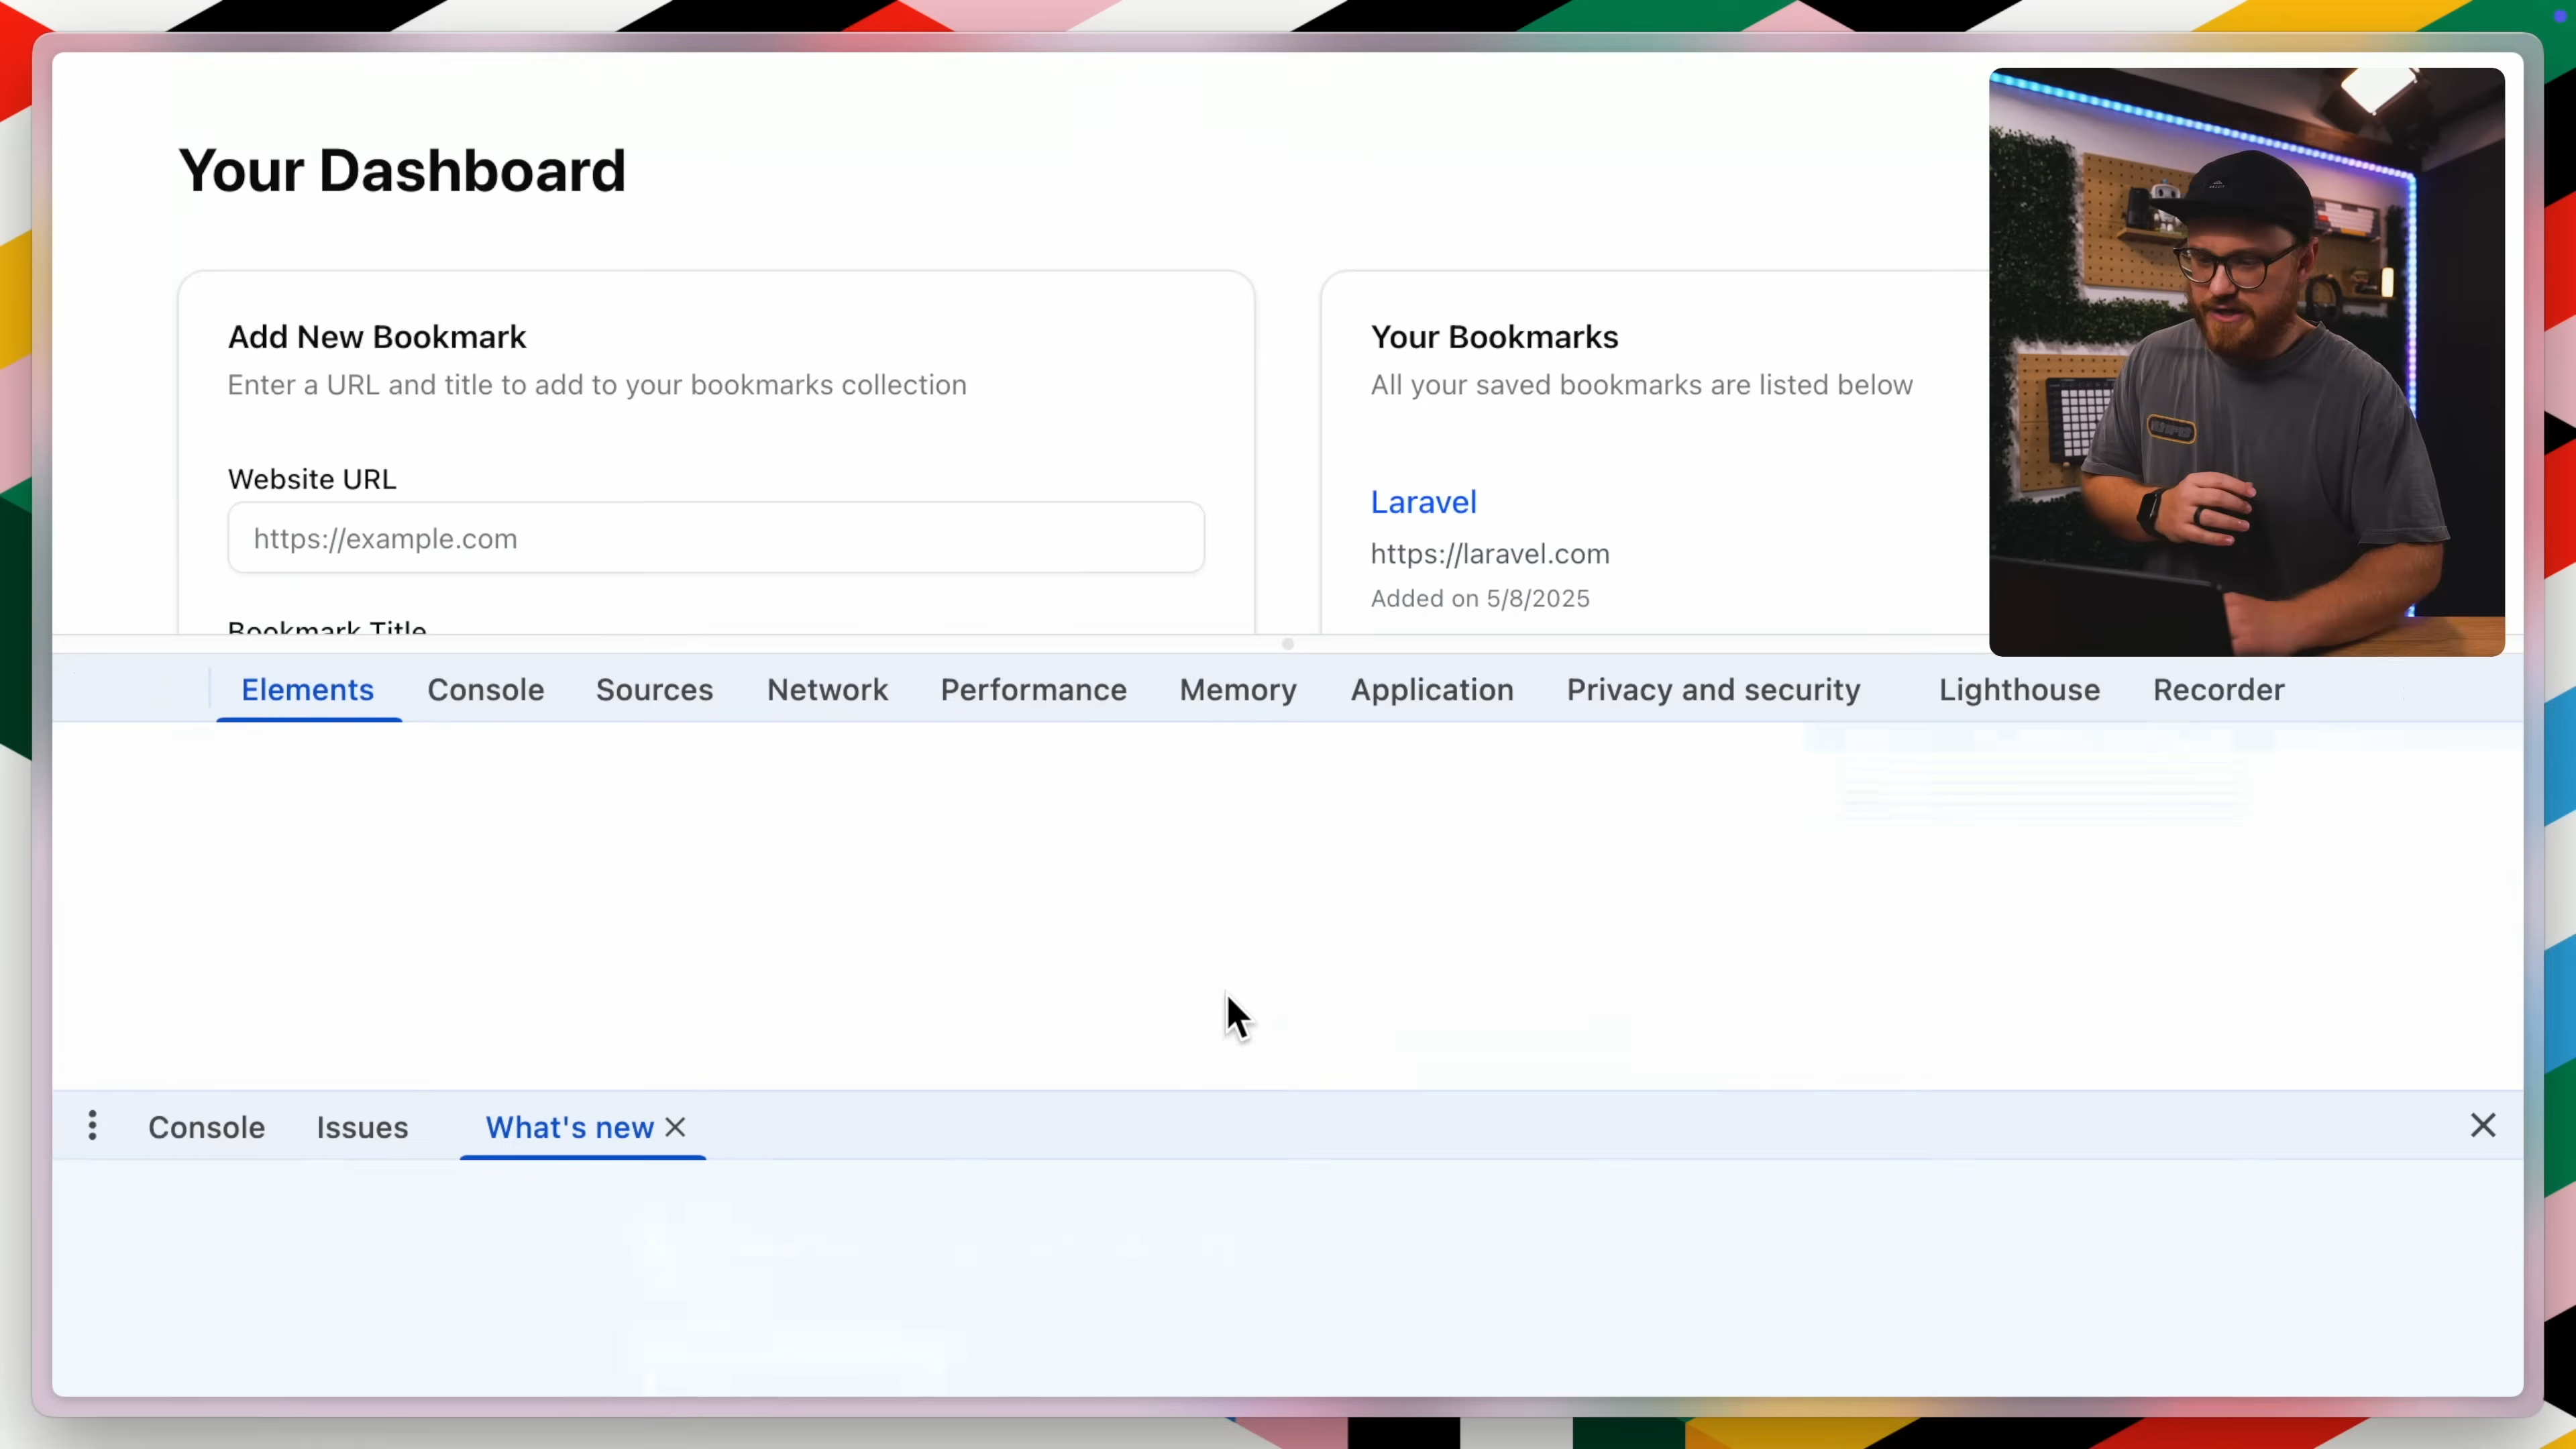 Your Dashboard
Add New Bookmark
Enter a URL and title to add to your bookmarks collection
Website URL
https://example.com
Bookmark Title
Your Bookmarks
All your saved bookmarks are listed below
Laravel
https://laravel.com
Added on 5/8/2025
Elements Console Sources Network Performance Memory Application Privacy and security Lighthouse Recorder
Console Issues What's new